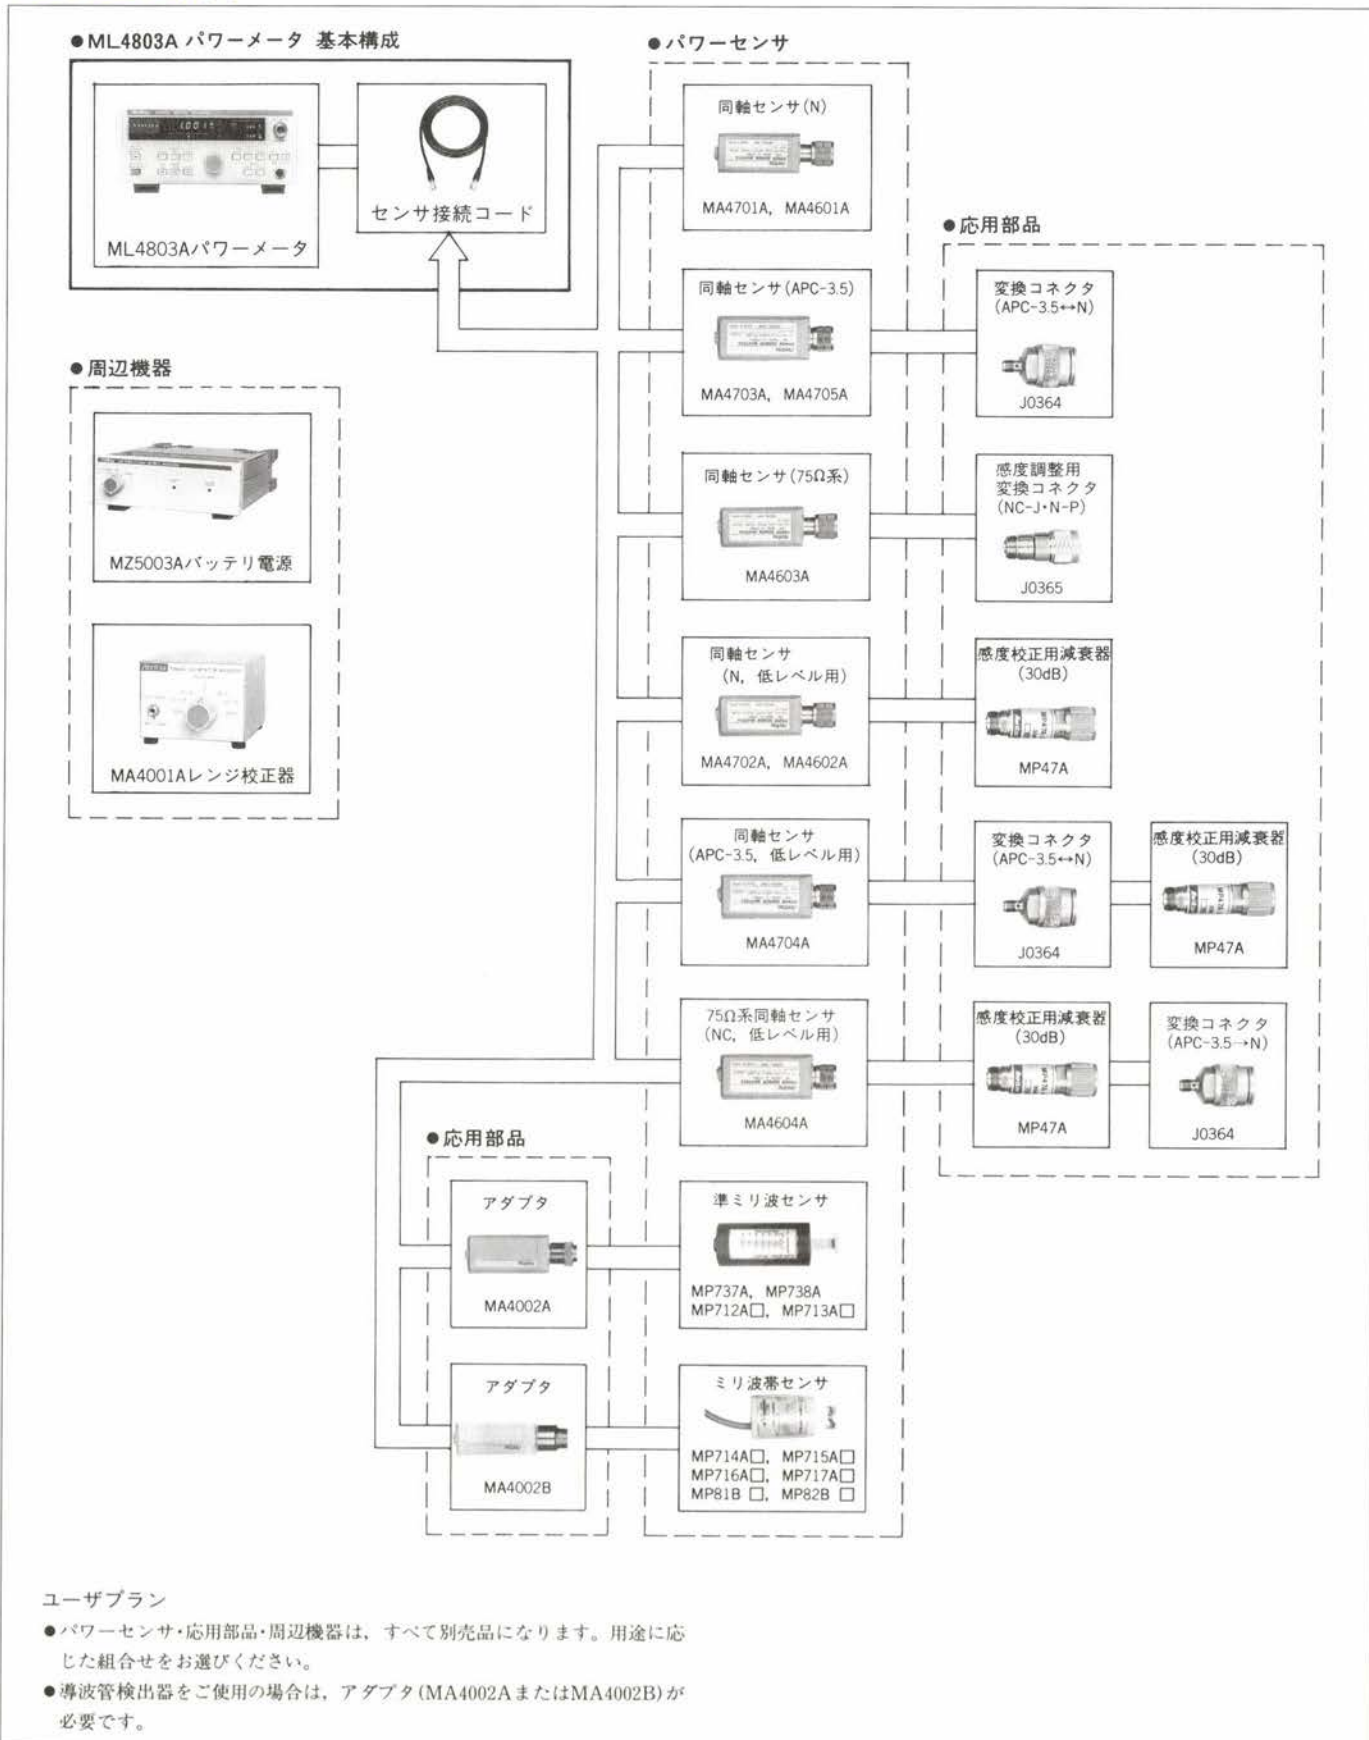 ●ML4803A パワーメータ 基本構成
ML4803Aパワーメータ
センサ接続コード
●周辺機器
MZ5003Aバッテリ電源
MA4001Aレンジ校正器
●パワーセンサ
同軸センサ(N)
MA4701A, MA4601A
同軸センサ(APC-3.5)
MA4703A, MA4705A
同軸センサ(75Ω系)
MA4603A
同軸センサ
(N, 低レベル用)
MA4702A, MA4602A
同軸センサ
(APC-3.5, 低レベル用)
MA4704A
75Ω系同軸センサ
(NC, 低レベル用)
MA4604A
準ミリ波センサ
MP737A, MP738A
MP712A□, MP713A□
ミリ波帯センサ
MP714A□, MP715A□
MP716A□, MP717A□
MP81B □, MP82B □
●応用部品
変換コネクタ
(APC-3.5↔N)
J0364
感度調整用
変換コネクタ
(NC-J・N-P)
J0365
感度校正用減衰器
(30dB)
MP47A
変換コネクタ
(APC-3.5↔N)
J0364
感度校正用減衰器
(30dB)
MP47A
感度校正用減衰器
(30dB)
MP47A
変換コネクタ
(APC-3.5→N)
J0364
●応用部品
アダプタ
MA4002A
アダプタ
MA4002B
ユーザプラン
●パワーセンサ・応用部品・周辺機器は, すべて別売品になります。用途に応
じた組合せをお選びください。
●導波管検出器をご使用の場合は, アダプタ(MA4002AまたはMA4002B)が
必要です。